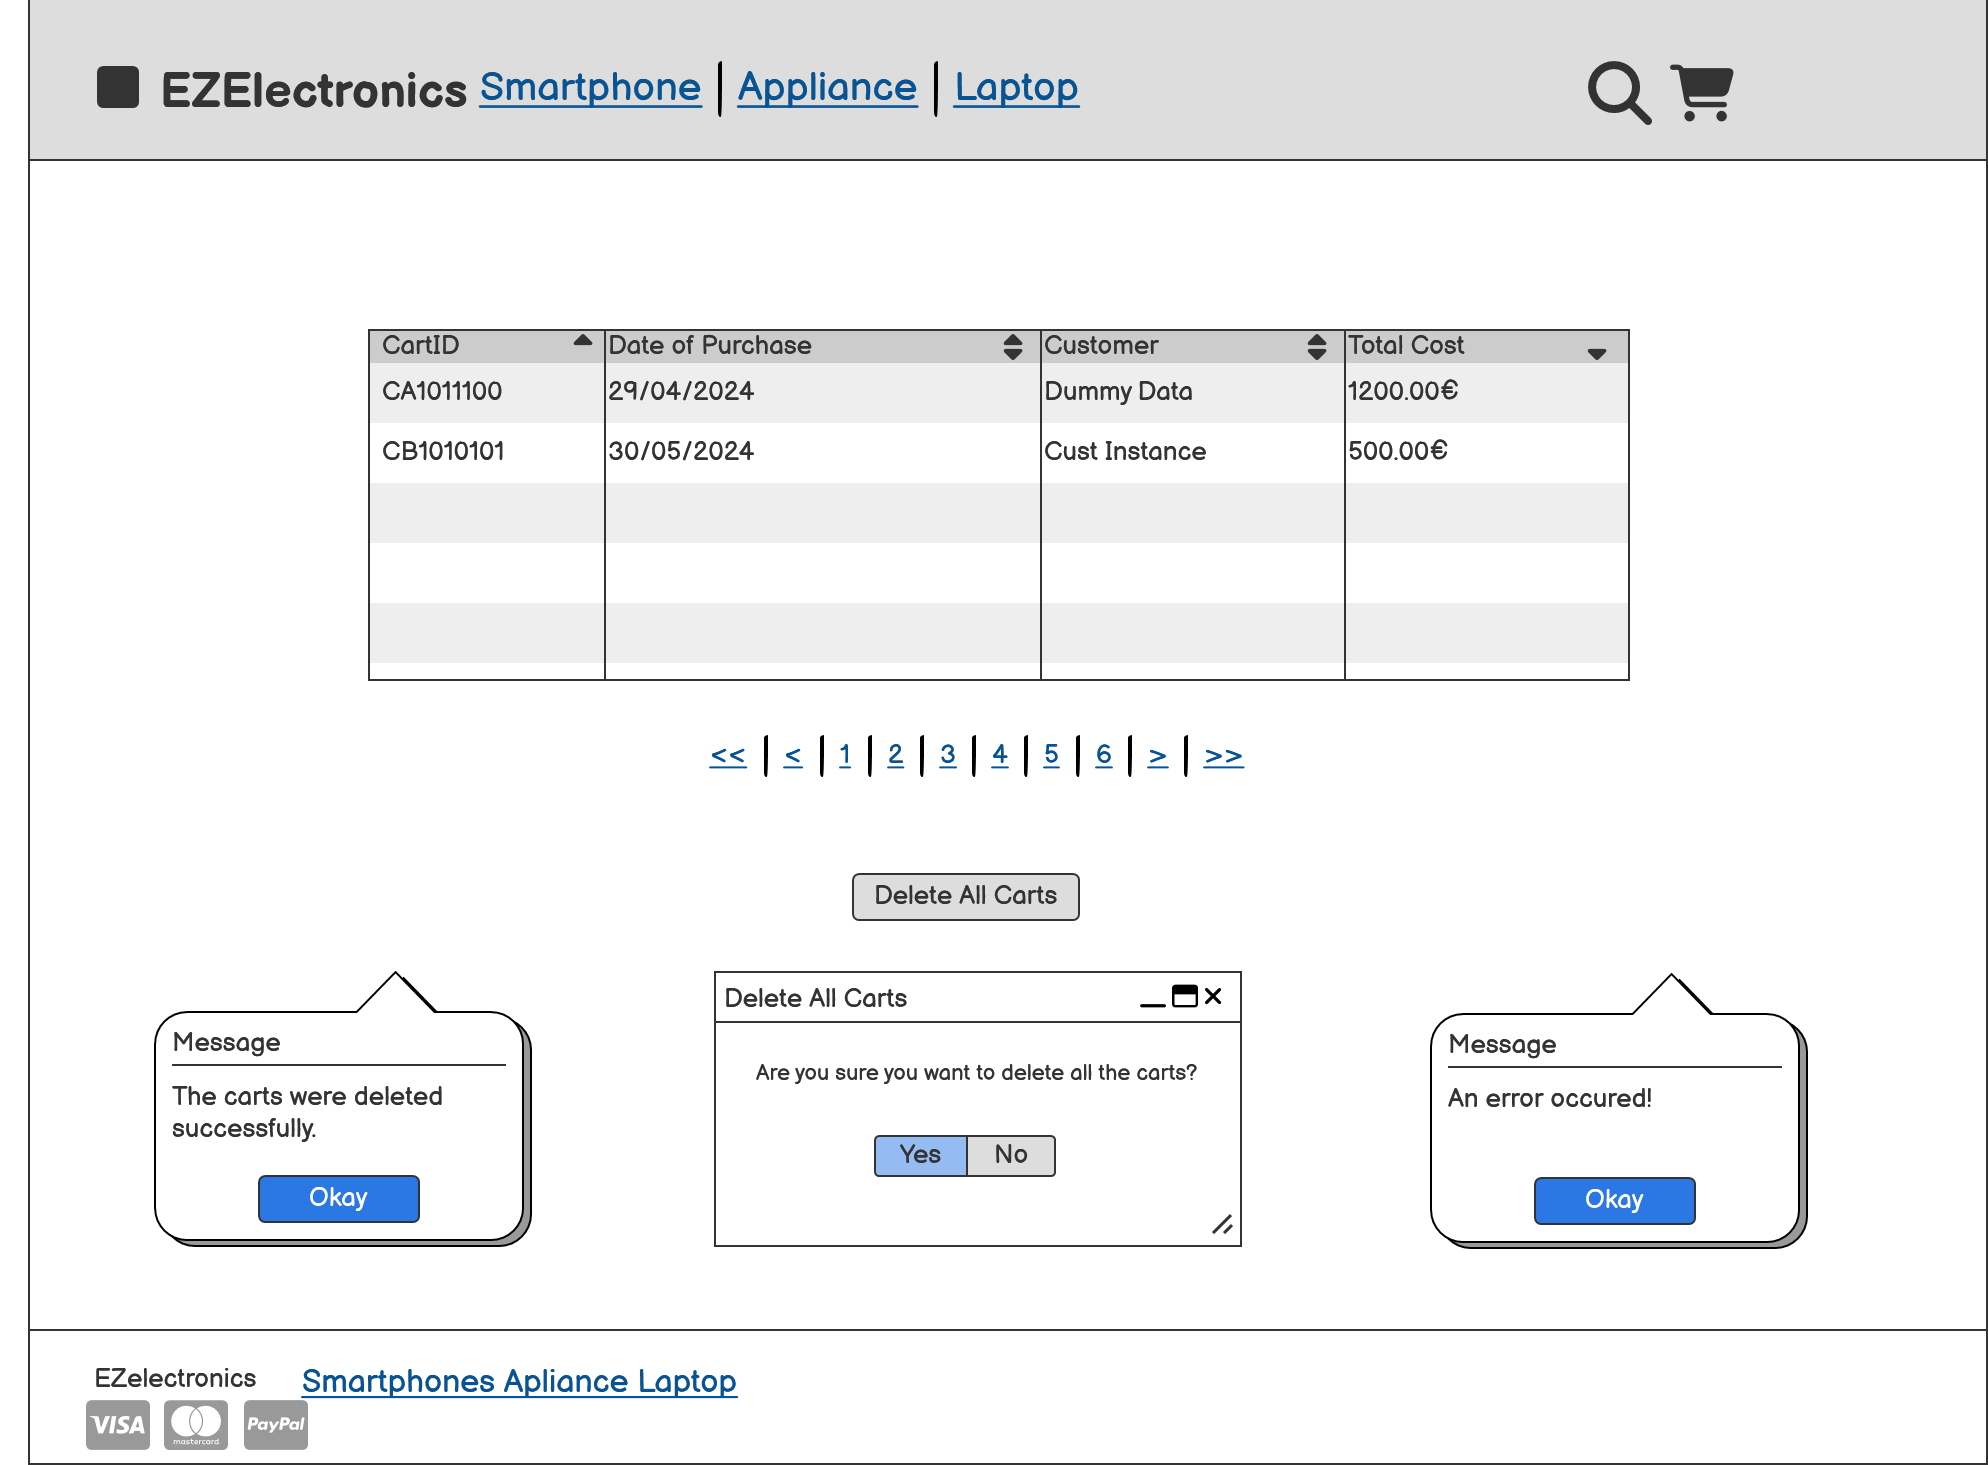 EZElectronics Smartphone Appliance Laptop
CartID Date of Purchase Customer Total Cost
CA1011100 29/04/2024 Dummy Data 1200.00€
CB1010101 30/05/2024 Cust Instance 500.00€
<< < 1 2 3 4 5 6 > >>
Delete All Carts
Message
The carts were deleted
successfully.
Okay
Delete All Carts
Are you sure you want to delete all the carts?
Yes No
Message
An error occured!
Okay
EZelectronics Smartphones Apliance Laptop
VISA mastercard PayPal